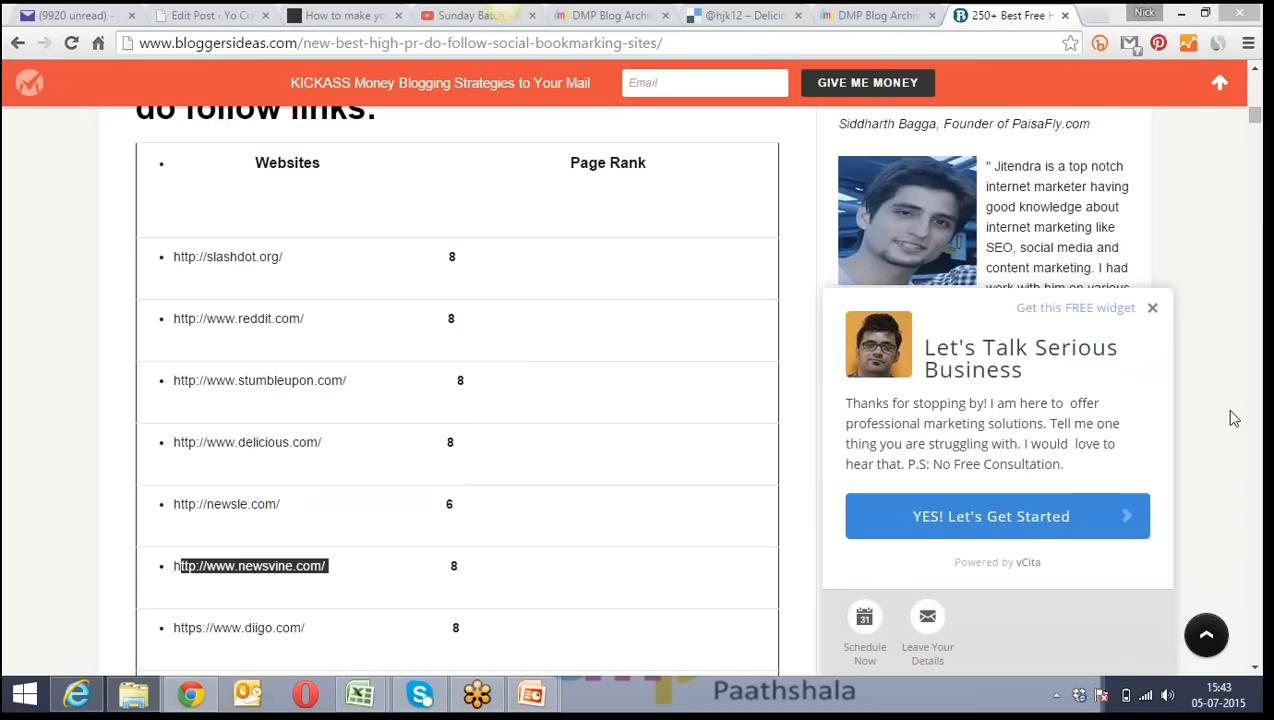 (9920 unread)
Edit Post ‹ Yo Cre
How to make yo
Sunday Batch
DMP Blog Archi
@hjk12 – Delicio
DMP Blog Archi
250+ Best Free H
Nick
www.bloggersideas.com/new-best-high-pr-do-follow-social-bookmarking-sites/
KICKASS Money Blogging Strategies to Your Mail
Email
GIVE ME MONEY
do follow links:
Websites
Page Rank
http://slashdot.org/ 8
http://www.reddit.com/ 8
http://www.stumbleupon.com/ 8
http://www.delicious.com/ 8
http://newsle.com/ 6
http://www.newsvine.com/ 8
https://www.diigo.com/ 8
Siddharth Bagga, Founder of PaisaFly.com
" Jitendra is a top notch
internet marketer having
good knowledge about
internet marketing like
SEO, social media and
content marketing. I had
work with him on various
Get this FREE widget
Let's Talk Serious
Business
Thanks for stopping by! I am here to offer
professional marketing solutions. Tell me one
thing you are struggling with. I would love to
hear that. P.S: No Free Consultation.
YES! Let's Get Started
Powered by vCita
31
Schedule
Now
Leave Your
Details
Paathshala
15:43
05-07-2015